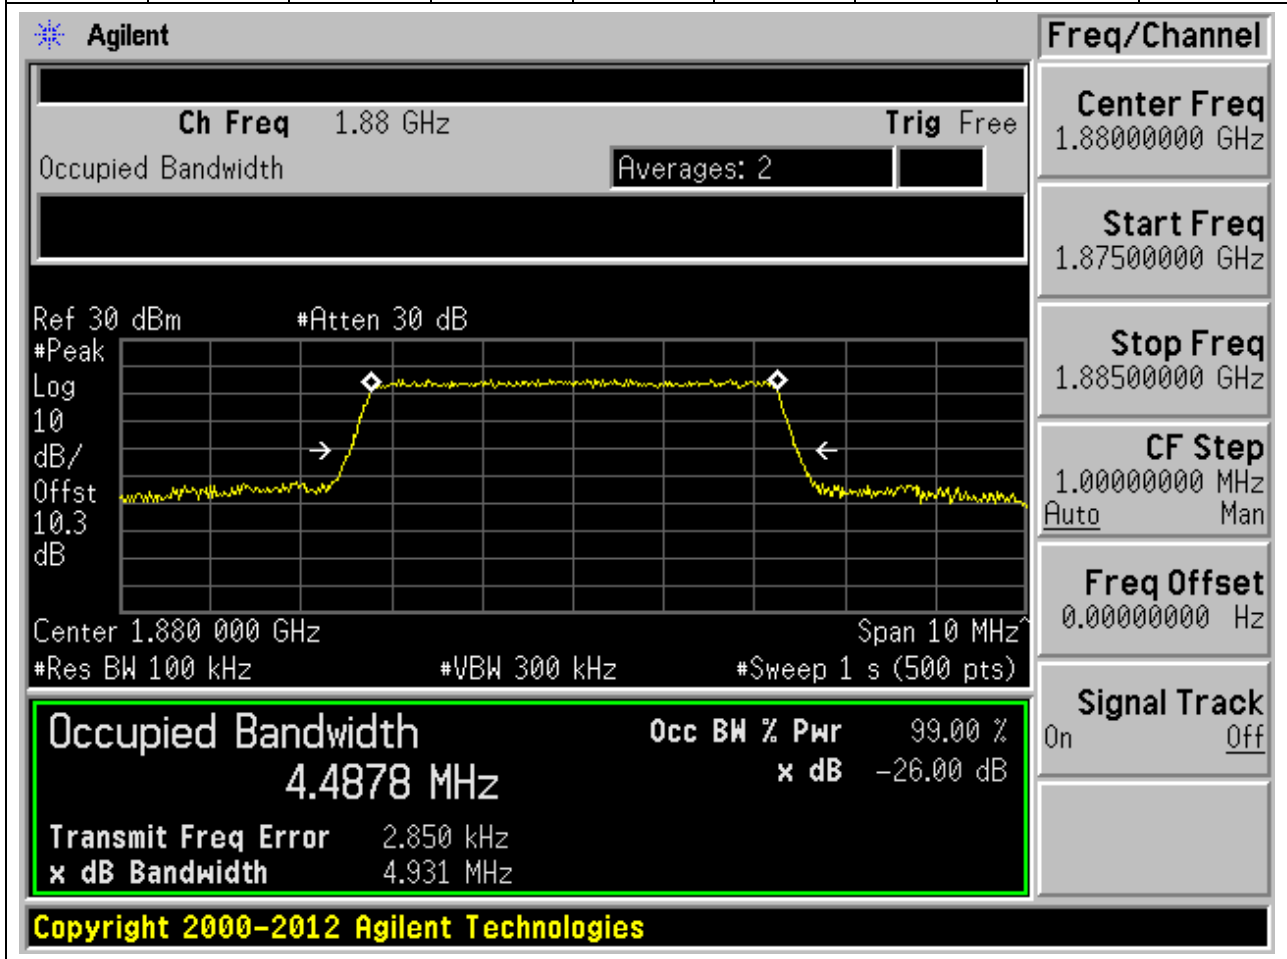 Agilent
Freq/Channel
Ch Freq 1.88 GHz Trig Free
Occupied Bandwidth Averages: 2
Center Freq
1.88000000 GHz
Start Freq
1.87500000 GHz
Stop Freq
1.88500000 GHz
CF Step
1.00000000 MHz
Auto Man
Freq Offset
0.00000000 Hz
Signal Track
On Off
Ref 30 dBm #Atten 30 dB
#Peak
Log
10
dB/
Offst
10.3
dB
Center 1.880 000 GHz Span 10 MHz^
#Res BW 100 kHz #VBW 300 kHz #Sweep 1 s (500 pts)
Occupied Bandwidth Occ BW % Pwr 99.00 %
4.4878 MHz x dB -26.00 dB
Transmit Freq Error 2.850 kHz
x dB Bandwidth 4.931 MHz
Copyright 2000-2012 Agilent Technologies